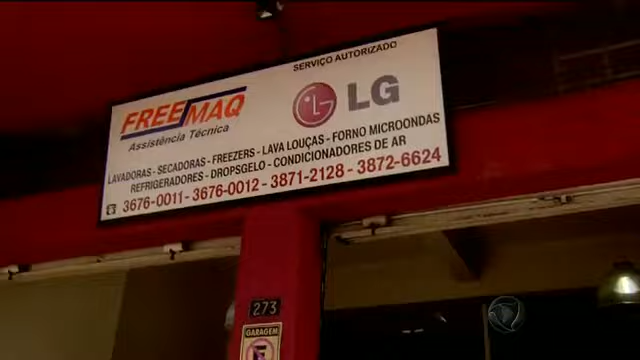 SERVIÇO AUTORIZADO
FREEMAQ
Assistência Técnica
LG
LAVADORAS - SECADORAS - FREEZERS - LAVA LOUÇAS - FORNO MICROONDAS
REFRIGERADORES - DROPSGELO - CONDICIONADORES DE AR
3676-0011 - 3676-0012 - 3871-2128 - 3872-6624
273
GARAGEM